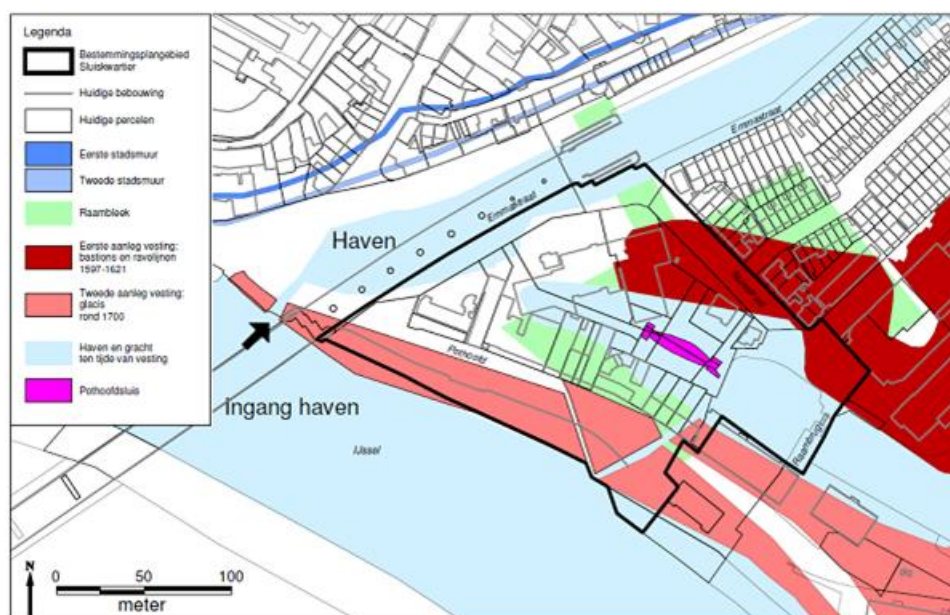 Legenda
Bestemmingsplangebied
Sluiskwartier
Huidige bebouwing
Huidige percelen
Eerste stadsmuur
Tweede stadsmuur
Raambleek
Eerste aanleg vesting:
bastions en ravelijnen
1597-1621
Tweede aanleg vesting:
glacis
rond 1700
Haven en gracht
ten tijde van vesting
Pothoofdsluis
Emmastraat
Emmastraat
Haven
Pothoofd
Ingang haven
IJssel
N
0 50 100
meter